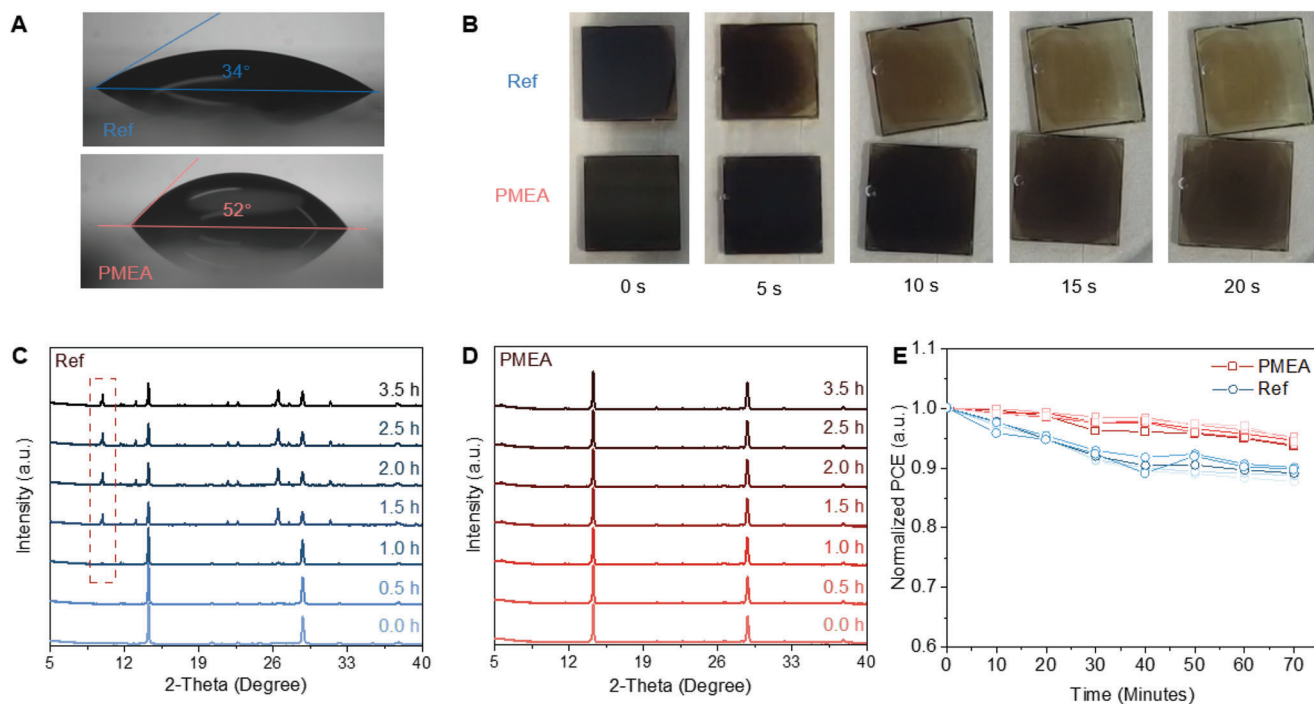 A
34°
Ref
52°
PMEA
B
Ref
PMEA
0 s
5 s
10 s
15 s
20 s
C
Ref
3.5 h
2.5 h
2.0 h
1.5 h
1.0 h
0.5 h
0.0 h
Intensity (a.u.)
5 12 19 26 33 40
2-Theta (Degree)
D
PMEA
3.5 h
2.5 h
2.0 h
1.5 h
1.0 h
0.5 h
0.0 h
Intensity (a.u.)
5 12 19 26 33 40
2-Theta (Degree)
E
PMEA
Ref
1.1
1.0
0.9
0.8
0.7
0.6
Normalized PCE (a.u.)
0 10 20 30 40 50 60 70
Time (Minutes)